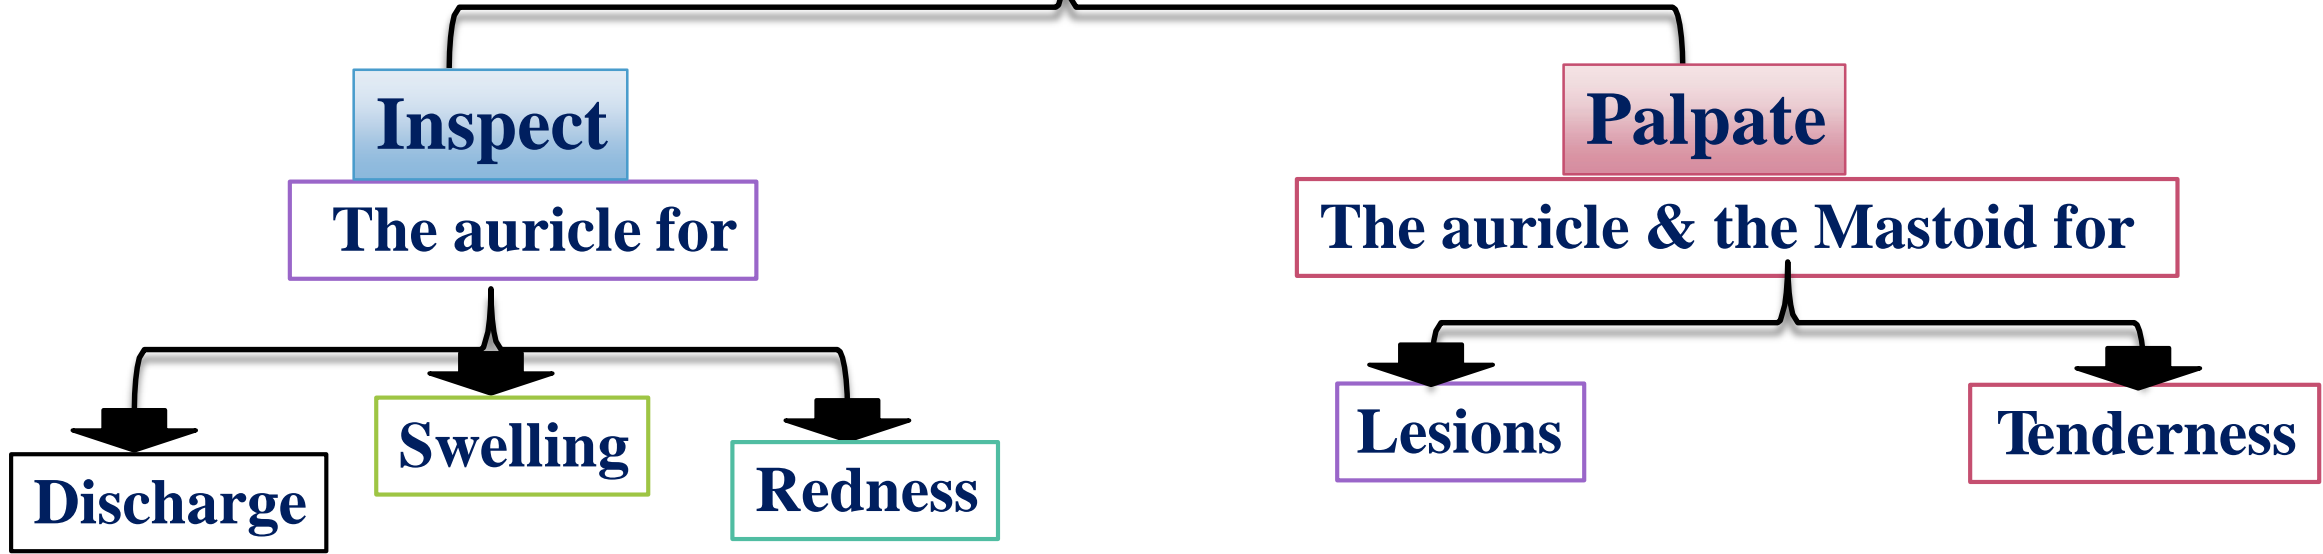 Inspect
The auricle for
Discharge
Swelling
Redness
Palpate
The auricle & the Mastoid for
Lesions
Tenderness